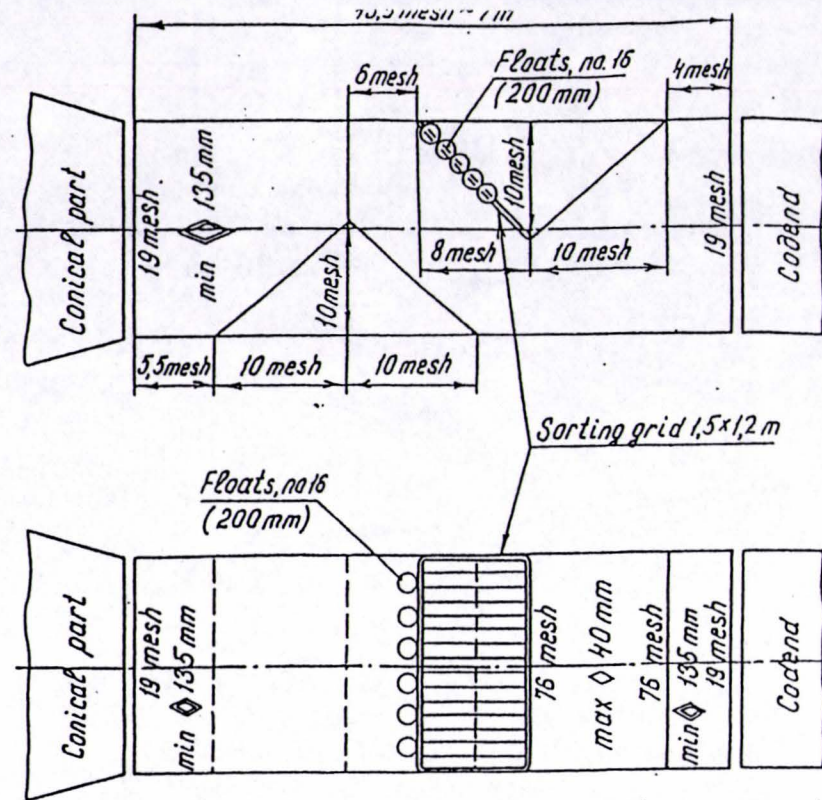 6 mesh
Floats, no. 16
(200 mm)
4 mesh
Conical part
19 mesh
min 135 mm
10 mesh
10 mesh
8 mesh
10 mesh
19 mesh
Codend
5,5 mesh
10 mesh
10 mesh
Sorting grid 1,5×1,2 m
Floats, no 16
(200 mm)
Conical part
19 mesh
min 135 mm
76 mesh
max 40 mm
76 mesh
min 135 mm
19 mesh
Codend